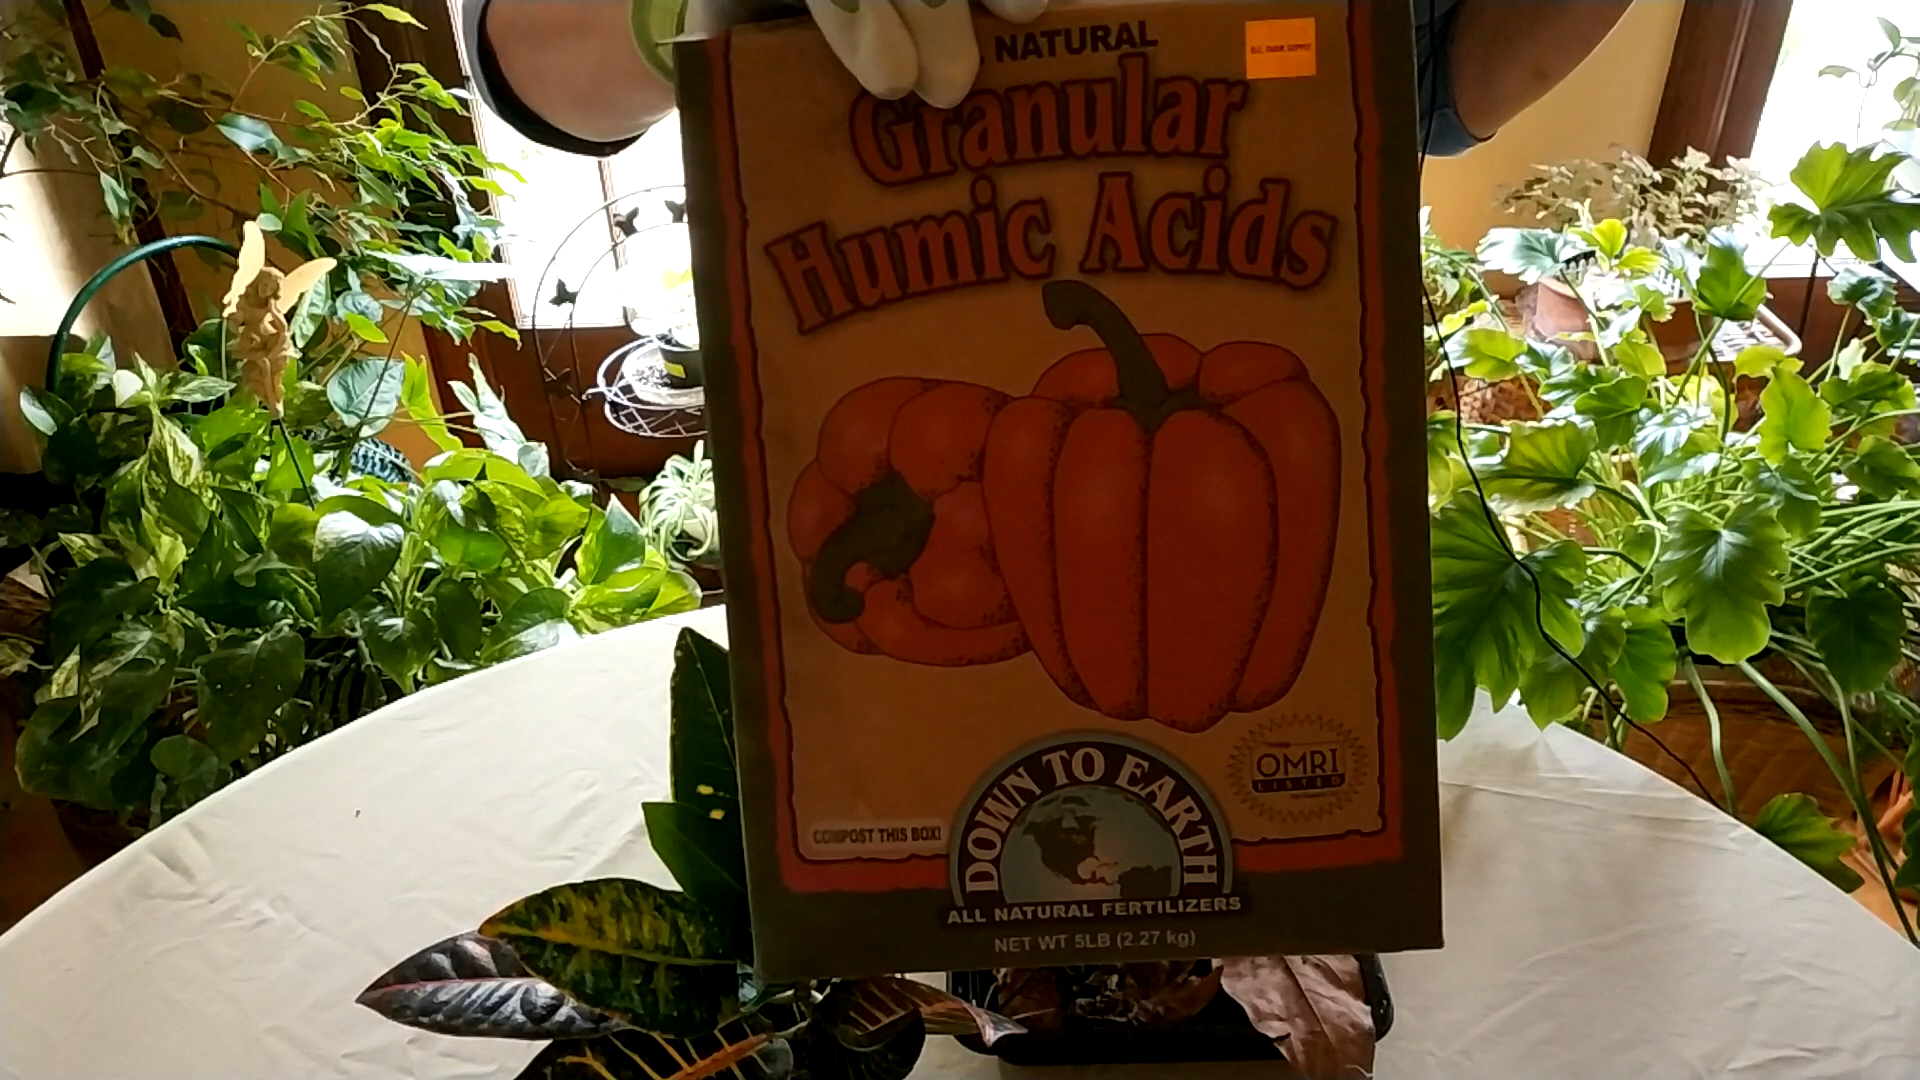 NATURAL
Granular
Humic Acids
OMRI
LISTED
COMPOST THIS BOX!
DOWN TO EARTH
ALL NATURAL FERTILIZERS
NET WT 5LB (2.27 kg)